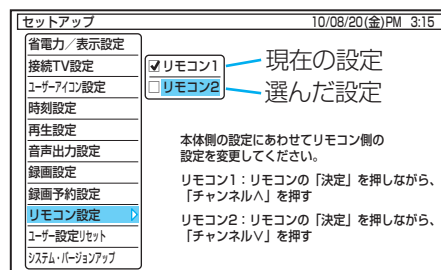 セットアップ 10/08/20(金)PM 3:15
省電力/表示設定
接続TV設定
ユーザーアイコン設定
時刻設定
再生設定
音声出力設定
録画設定
録画予約設定
リモコン設定
ユーザー設定リセット
システム・バージョンアップ
リモコン1
リモコン2
現在の設定
選んだ設定
本体側の設定にあわせてリモコン側の
設定を変更してください。
リモコン1:リモコンの「決定」を押しながら、
「チャンネル∧」を押す
リモコン2:リモコンの「決定」を押しながら、
「チャンネル∨」を押す